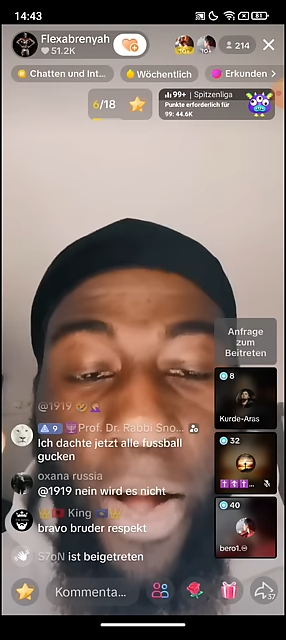 14:43
81
Flexabrenyah
51.2K
214
Chatten und Int...
Wöchentlich
Erkunden
6/18
99+ | Spitzenliga
Punkte erforderlich für
99: 44.6K
Anfrage
zum
Beitreten
8
Kurde-Aras
32
...
40
bero1.
@1919
9 Prof. Dr. Rabbi Sno...
Ich dachte jetzt alle fussball
gucken
oxana russia
@1919 nein wird es nicht
King
bravo bruder respekt
S7oN ist beigetreten
Kommenta...
37